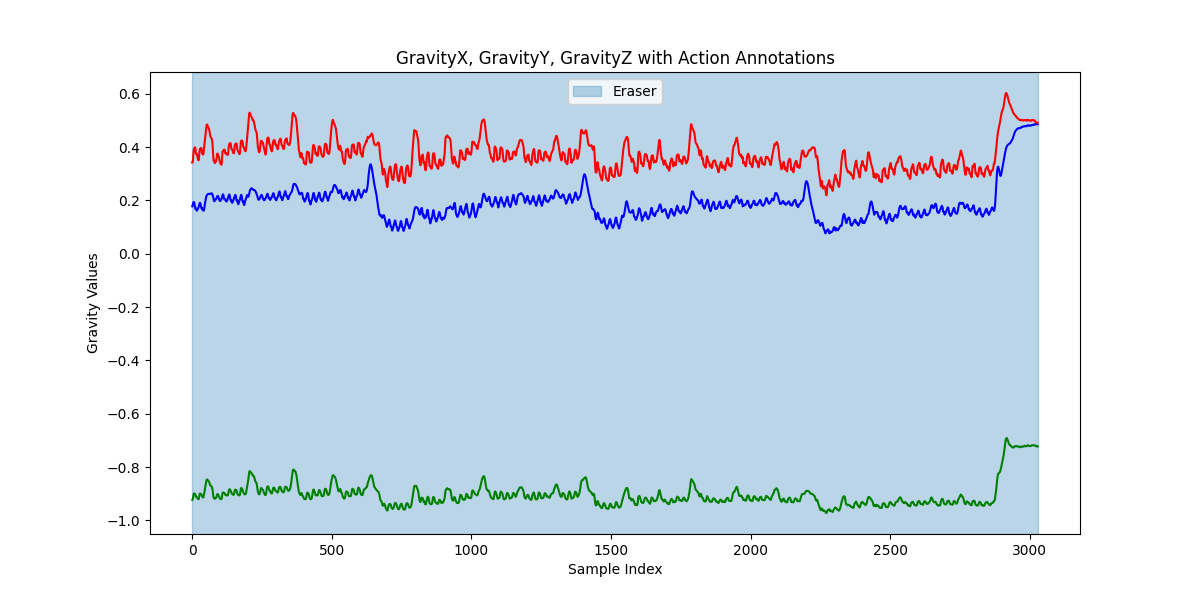 GravityX, GravityY, GravityZ with Action Annotations
Eraser
Gravity Values
0.6
0.4
0.2
0.0
−0.2
−0.4
−0.6
−0.8
−1.0
0 500 1000 1500 2000 2500 3000
Sample Index